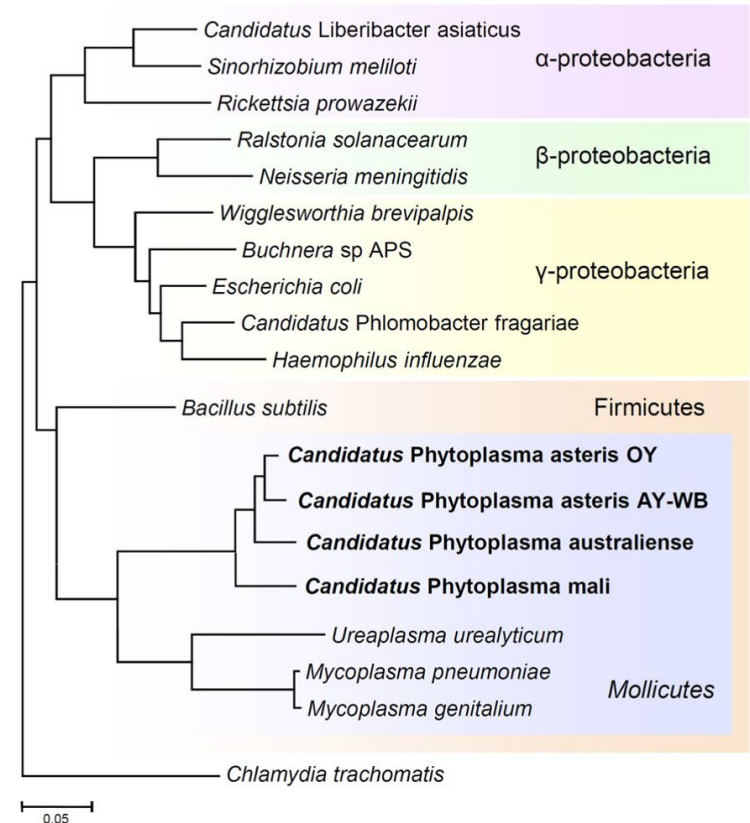 Candidatus Liberibacter asiaticus
Sinorhizobium meliloti
α-proteobacteria
Rickettsia prowazekii
Ralstonia solanacearum
β-proteobacteria
Neisseria meningitidis
Wigglesworthia brevipalpis
Buchnera sp APS
γ-proteobacteria
Escherichia coli
Candidatus Phlomobacter fragariae
Haemophilus influenzae
Bacillus subtilis
Firmicutes
Candidatus Phytoplasma asteris OY
Candidatus Phytoplasma asteris AY-WB
Candidatus Phytoplasma australiense
Candidatus Phytoplasma mali
Ureaplasma urealyticum
Mycoplasma pneumoniae
Mollicutes
Mycoplasma genitalium
Chlamydia trachomatis
0.05